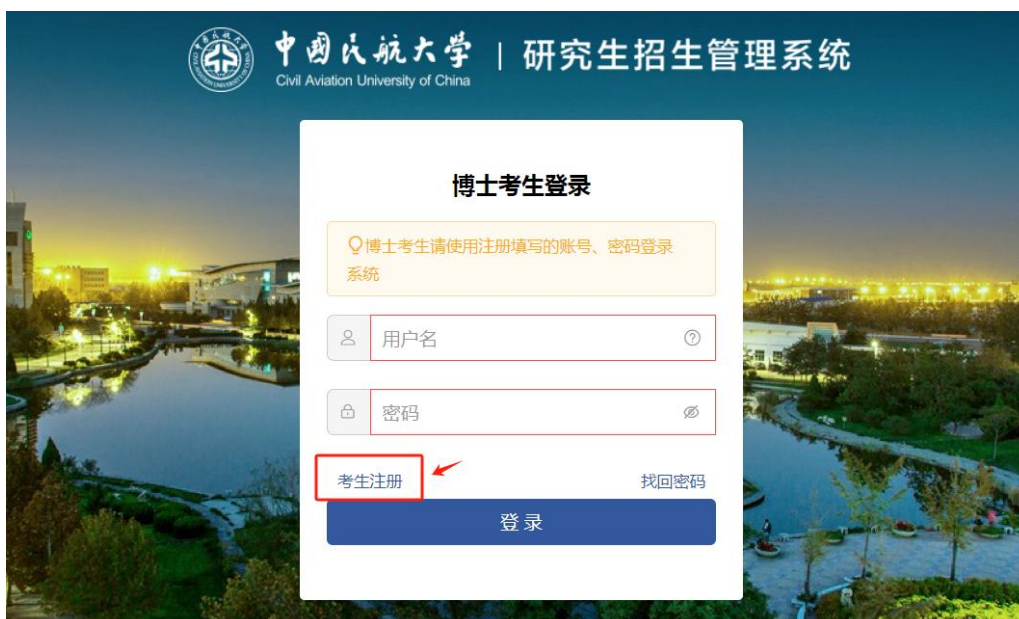 中国民航大学 | 研究生招生管理系统
Civil Aviation University of China
博士考生登录
博士考生请使用注册填写的账号、密码登录
系统
用户名
密码
考生注册 找回密码
登 录